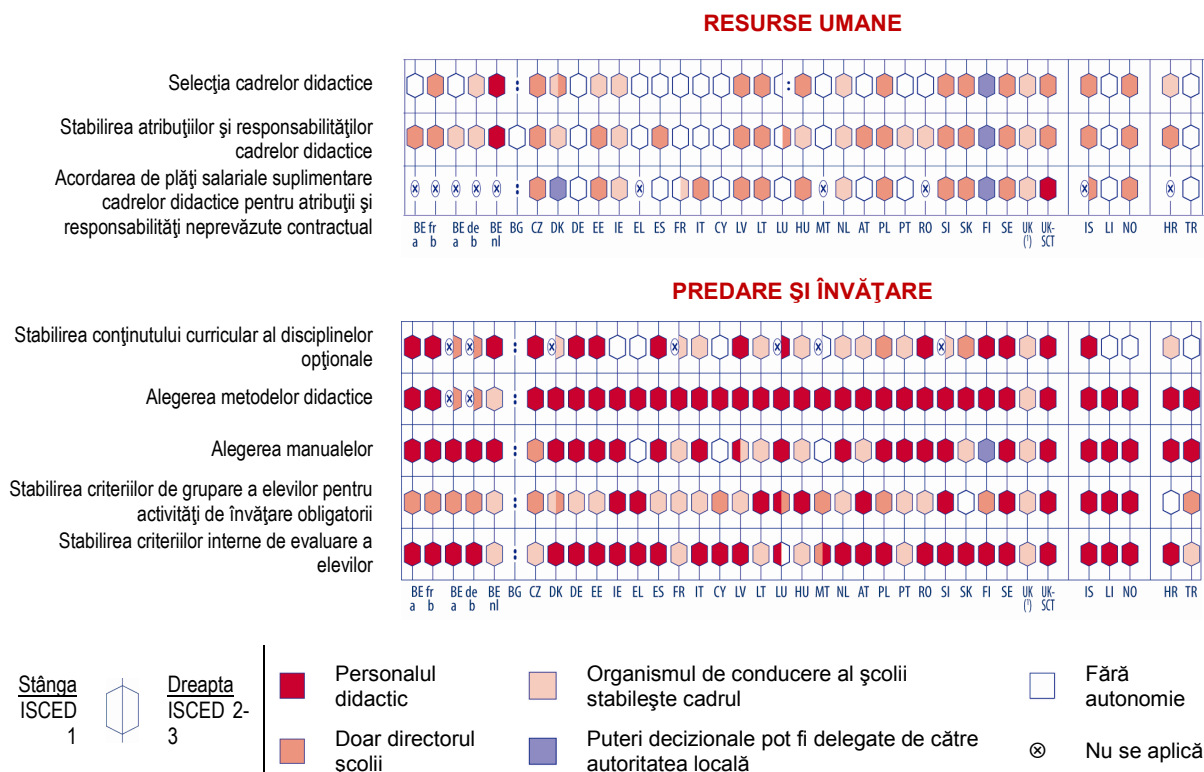 RESURSE UMANE
Selecţia cadrelor didactice
Stabilirea atribuţiilor şi responsabilităţilor
cadrelor didactice
Acordarea de plăţi salariale suplimentare
cadrelor didactice pentru atribuţii şi
responsabilităţi neprevăzute contractual
BE fr BE de BE BG CZ DK DE EE IE EL ES FR IT CY LV LT LU HU MT NL AT PL PT RO SI SK FI SE UK UK- IS LI NO HR TR
a b a b nl (¹) SCT
PREDARE ŞI ÎNVĂŢARE
Stabilirea conţinutului curricular al disciplinelor
opţionale
Alegerea metodelor didactice
Alegerea manualelor
Stabilirea criteriilor de grupare a elevilor pentru
activităţi de învăţare obligatorii
Stabilirea criteriilor interne de evaluare a
elevilor
BE fr BE de BE BG CZ DK DE EE IE EL ES FR IT CY LV LT LU HU MT NL AT PL PT RO SI SK FI SE UK UK- IS LI NO HR TR
a b a b nl (¹) SCT
Stânga
ISCED
1
Dreapta
ISCED 2-
3
Personalul
didactic
Organismul de conducere al şcolii
stabileşte cadrul
Fără
autonomie
Doar directorul
şcolii
Puteri decizionale pot fi delegate de către
autoritatea locală
Nu se aplică